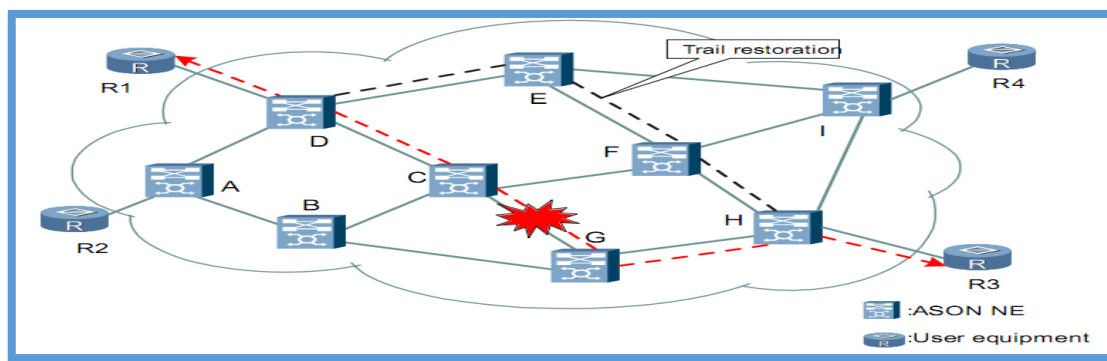 Trail restoration
R
R1
E
R
R4
D
I
F
C
A
B
H
R
R2
G
R
R3
:ASON NE
R
:User equipment